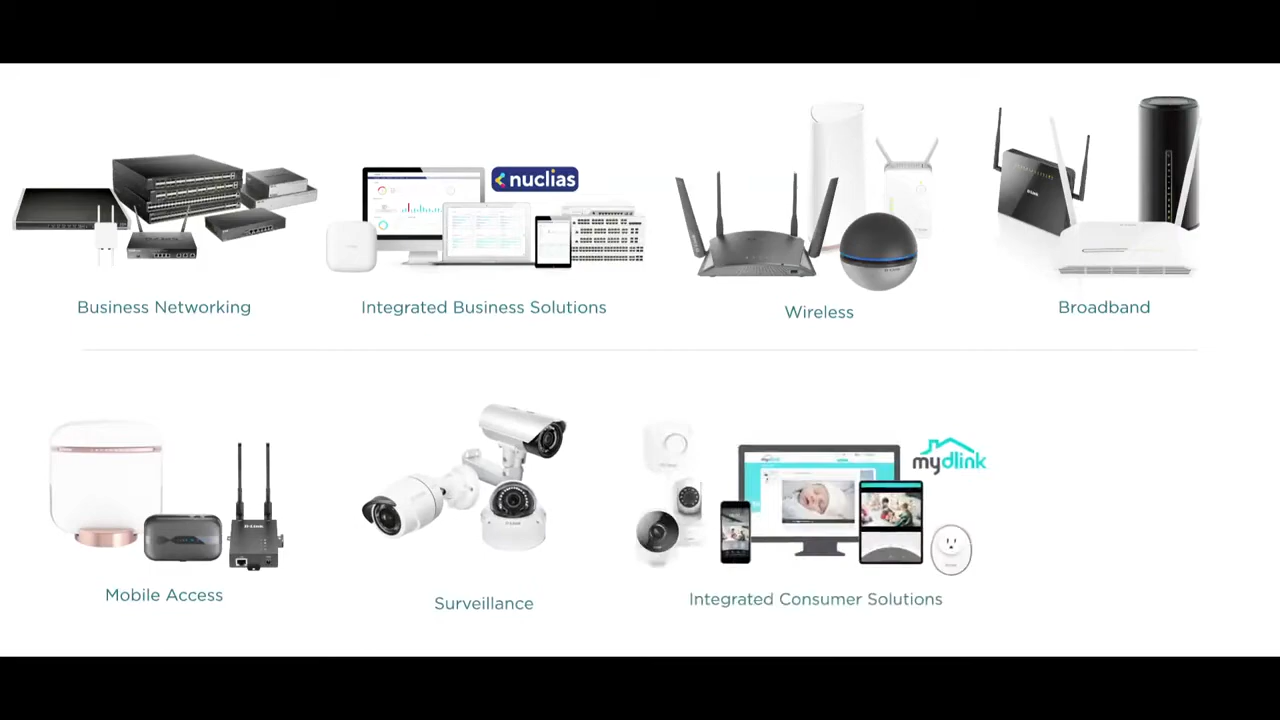 nuclias
Business Networking
Integrated Business Solutions
Wireless
Broadband
mydlink
Mobile Access
Surveillance
Integrated Consumer Solutions